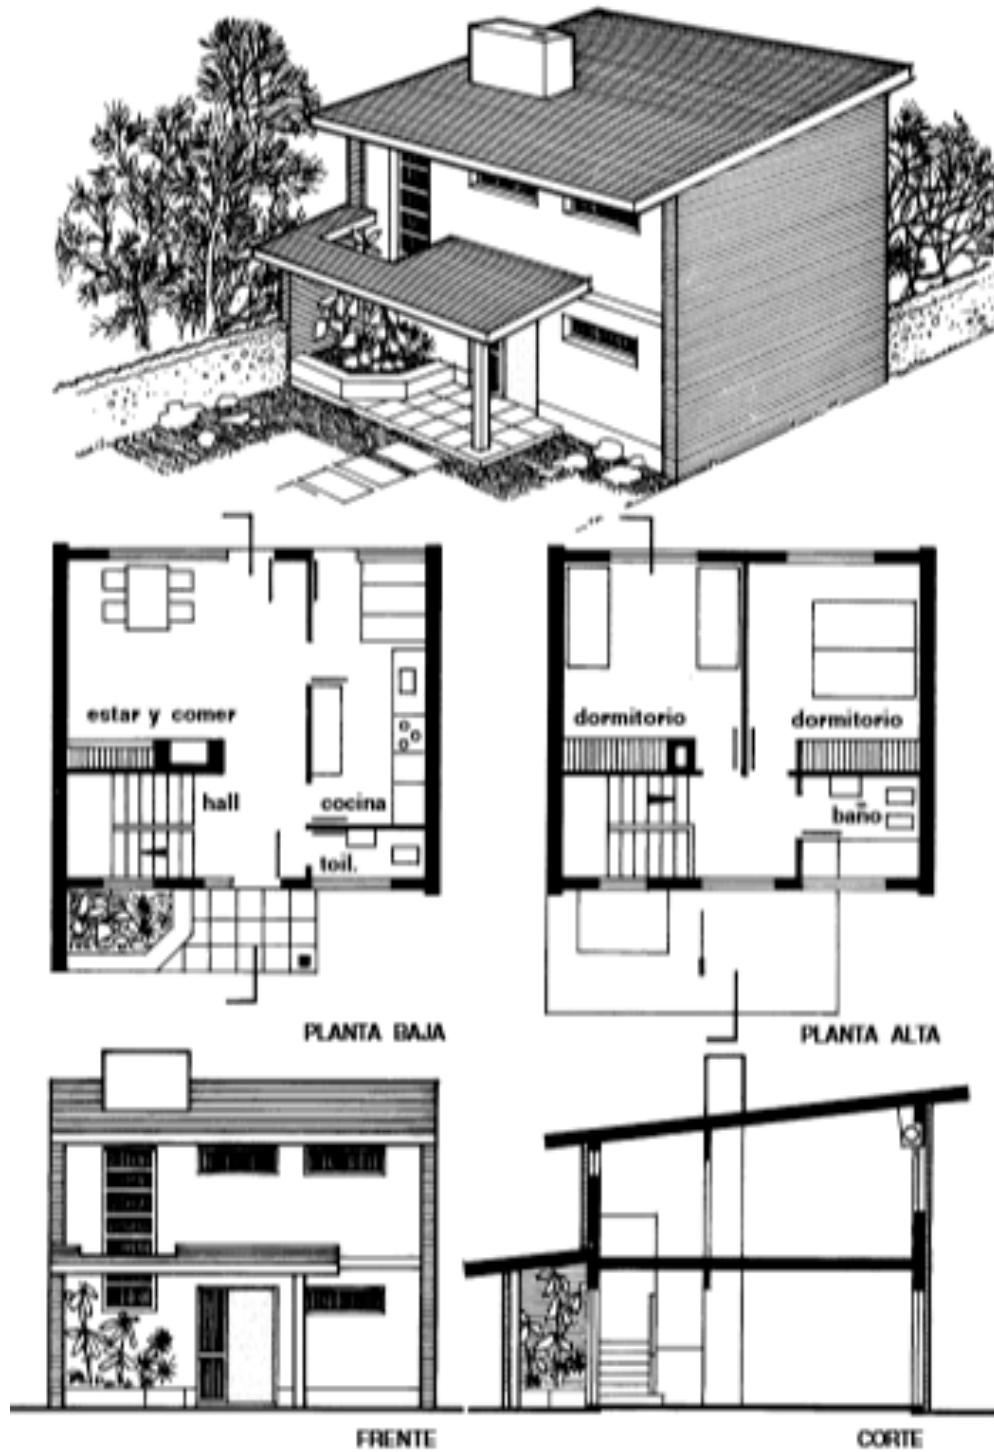 estar y comer
hall
cocina
toil.
PLANTA BAJA
dormitorio
dormitorio
baño
PLANTA ALTA
FRENTE
CORTE